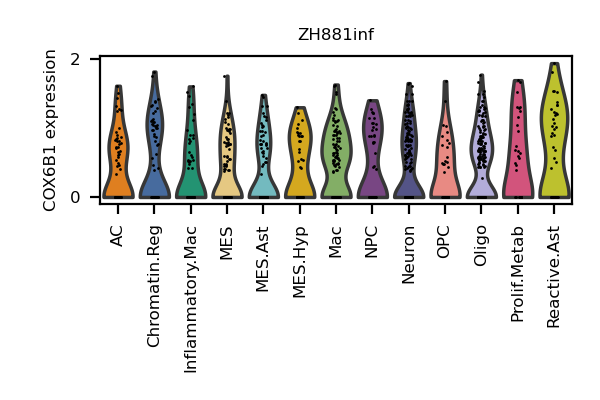 ZH881inf
COX6B1 expression
2
0
AC
Chromatin.Reg
Inflammatory.Mac
MES
MES.Ast
MES.Hyp
Mac
NPC
Neuron
OPC
Oligo
Prolif.Metab
Reactive.Ast